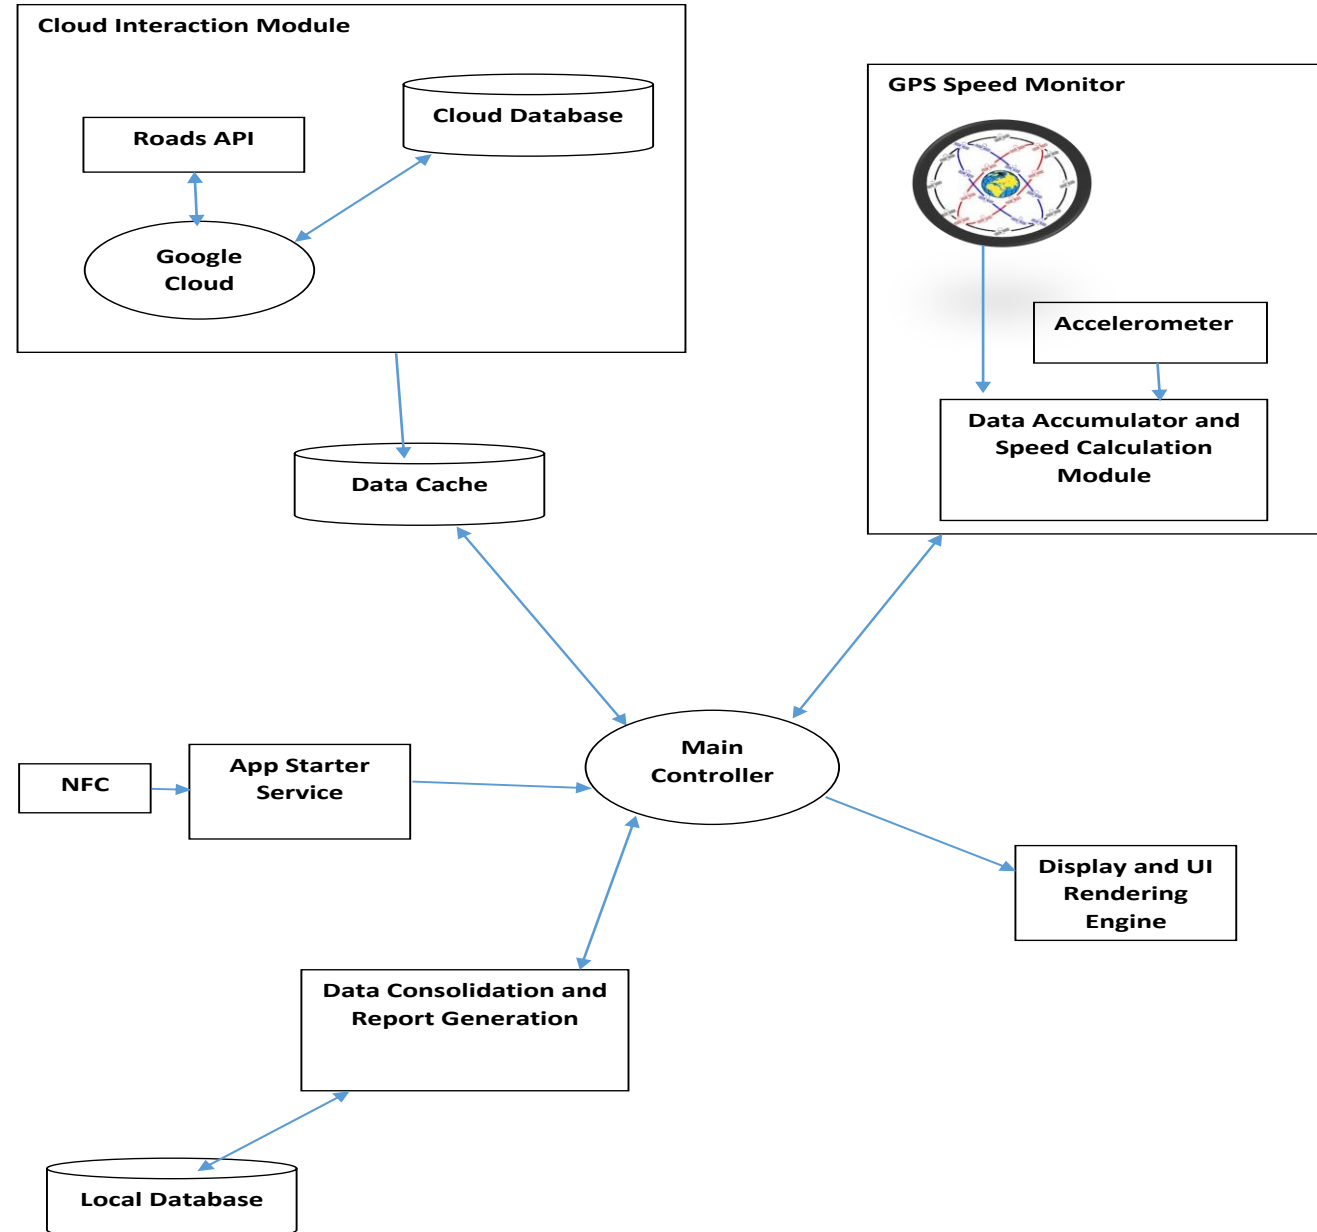 Cloud Interaction Module
Cloud Database
Roads API
Google
Cloud
GPS Speed Monitor
Accelerometer
Data Accumulator and
Speed Calculation
Module
Data Cache
Main
Controller
NFC
App Starter
Service
Display and UI
Rendering
Engine
Data Consolidation and
Report Generation
Local Database